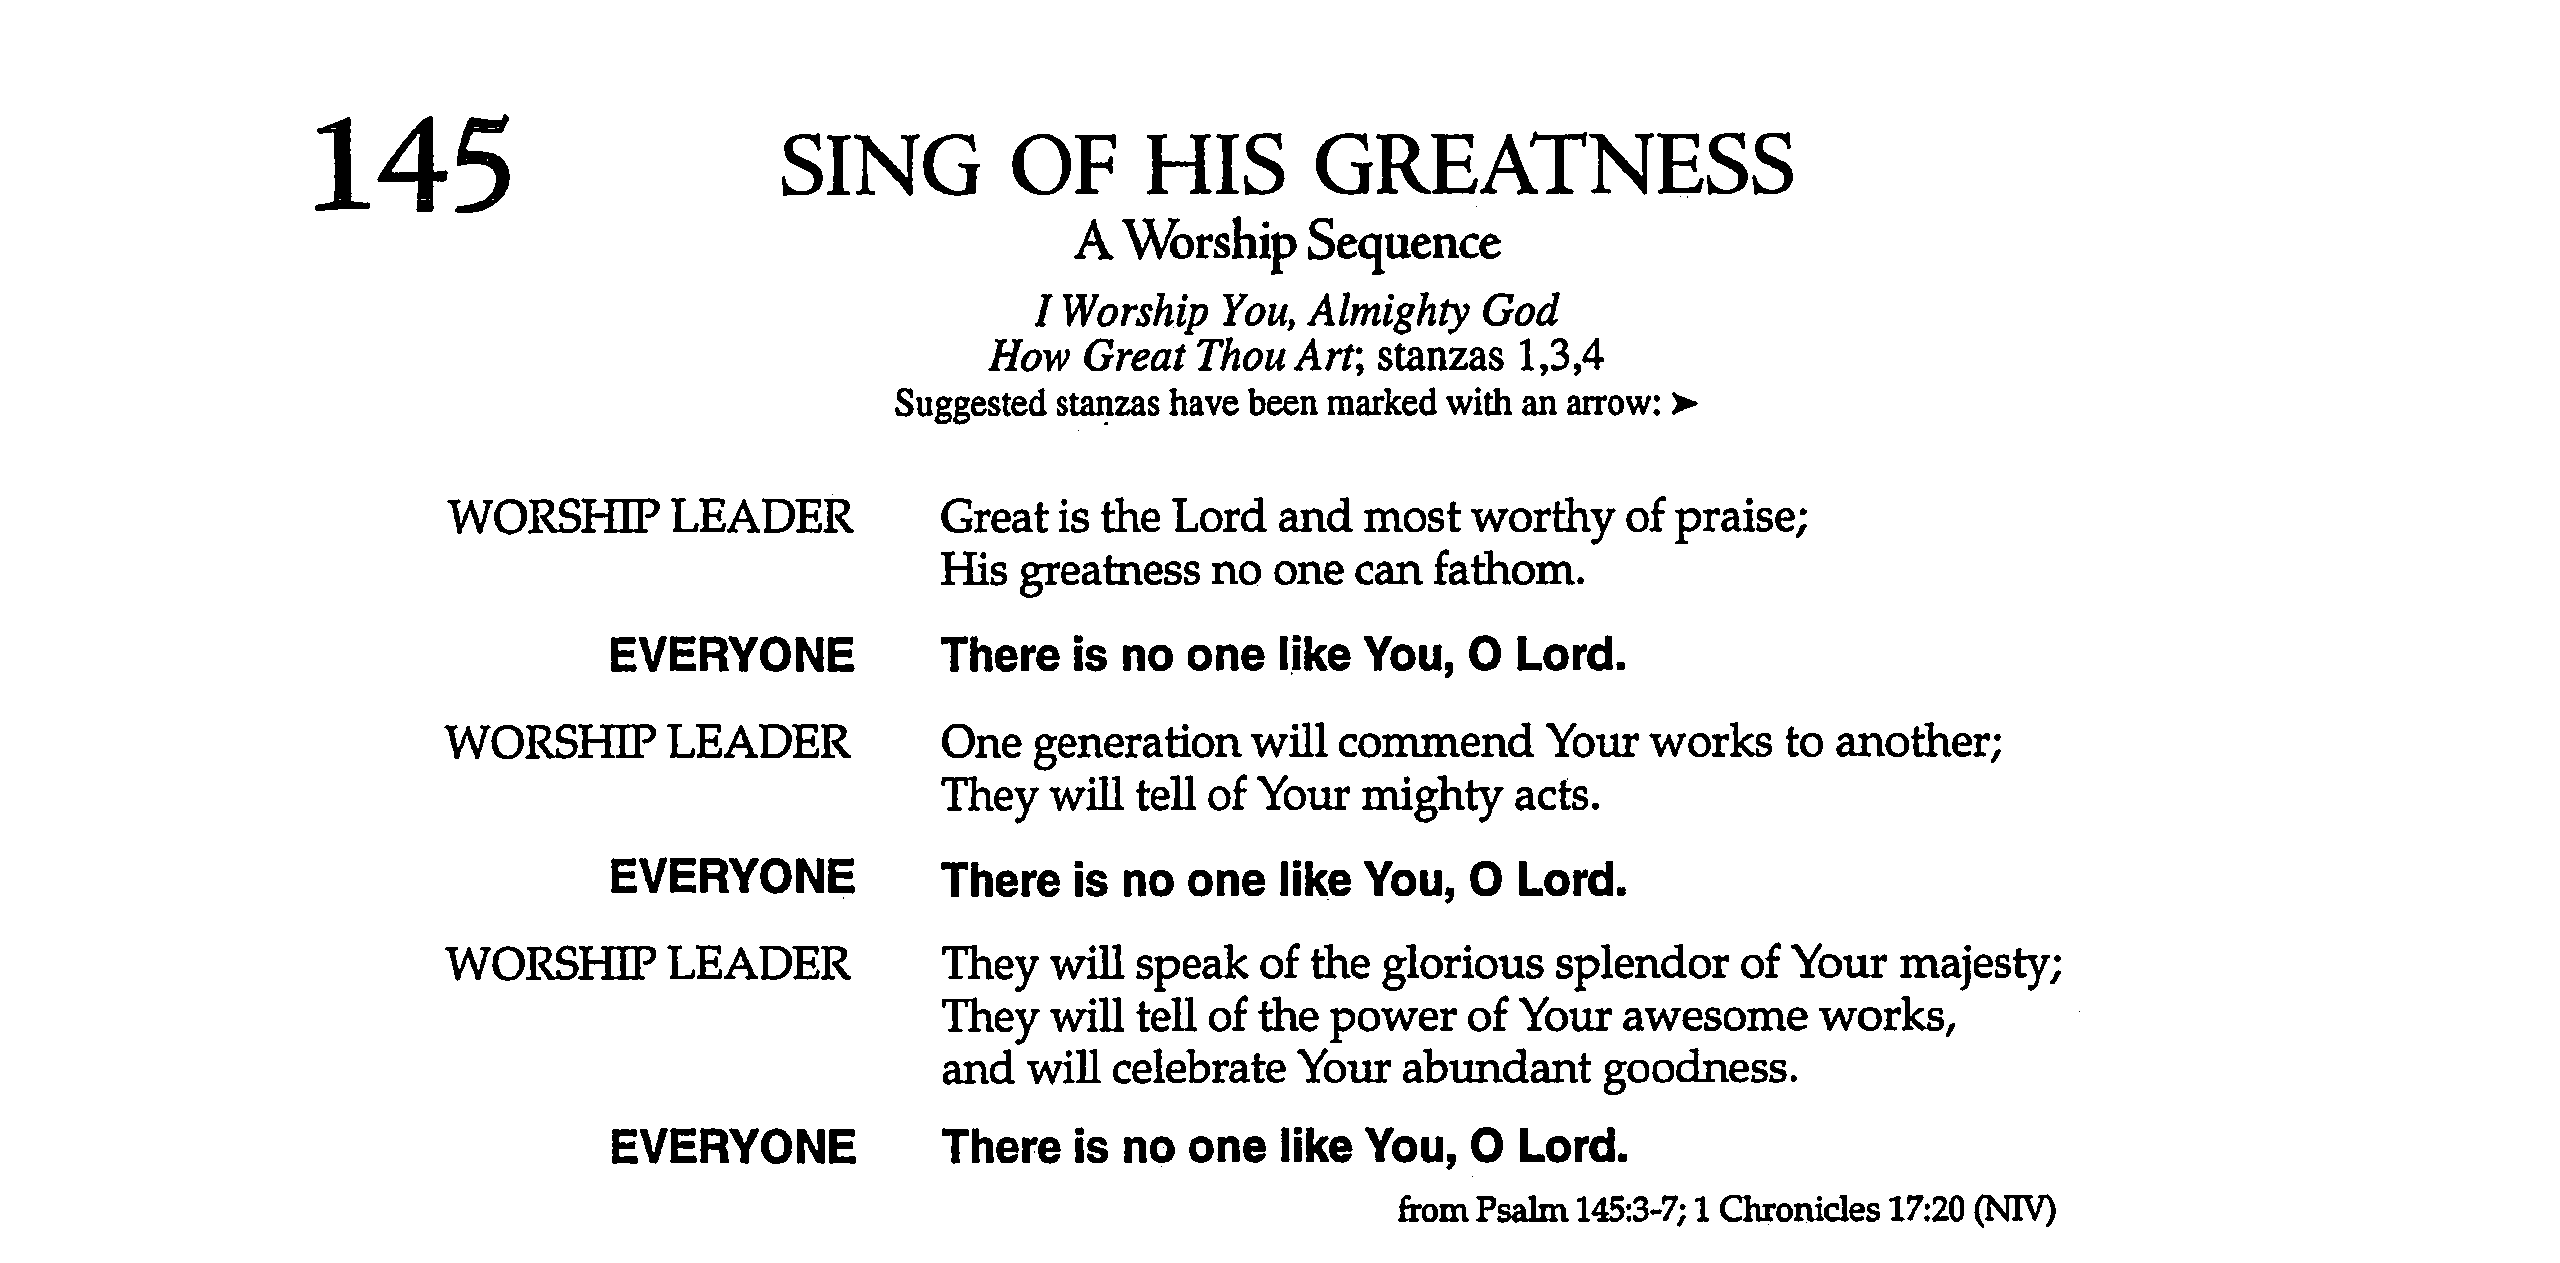 145
SING OF HIS GREATNESS
A Worship Sequence
I Worship You, Almighty God
How Great Thou Art; stanzas 1,3,4
Suggested stanzas have been marked with an arrow: ➤
WORSHIP LEADER Great is the Lord and most worthy of praise;
His greatness no one can fathom.
EVERYONE There is no one like You, O Lord.
WORSHIP LEADER One generation will commend Your works to another;
They will tell of Your mighty acts.
EVERYONE There is no one like You, O Lord.
WORSHIP LEADER They will speak of the glorious splendor of Your majesty;
They will tell of the power of Your awesome works,
and will celebrate Your abundant goodness.
EVERYONE There is no one like You, O Lord.
from Psalm 145:3-7; 1 Chronicles 17:20 (NIV)